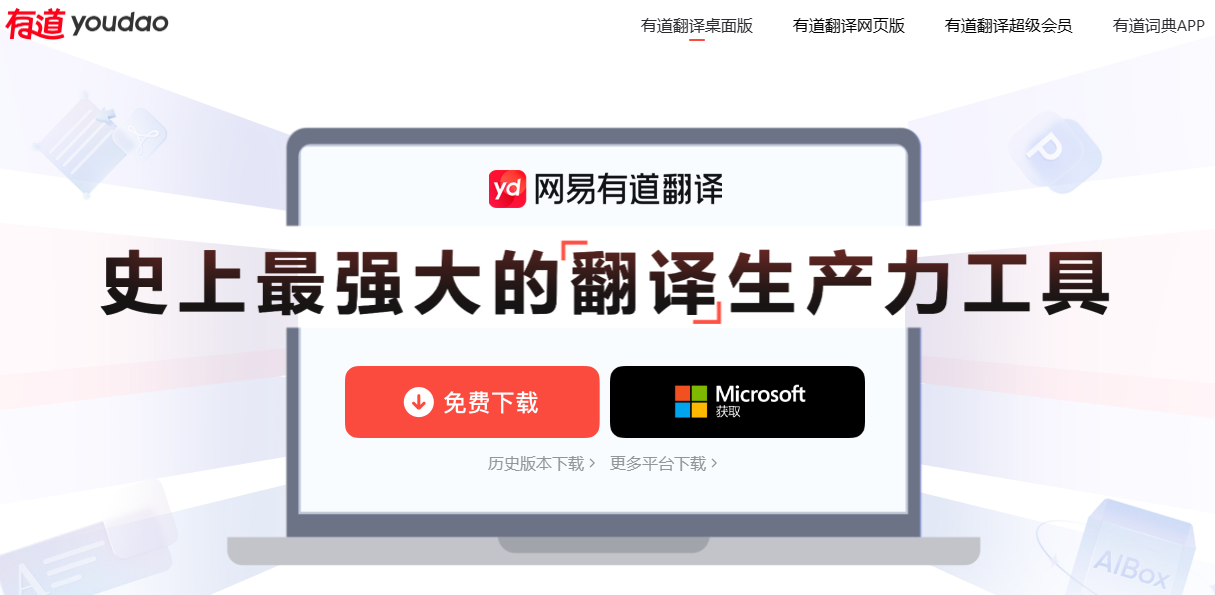 有道 youdao
有道翻译桌面版 有道翻译网页版 有道翻译超级会员 有道词典APP
P
yd 网易有道翻译
史上最强大的翻译生产力工具
免费下载
Microsoft
获取
历史版本下载 > 更多平台下载 >
A
AIBox